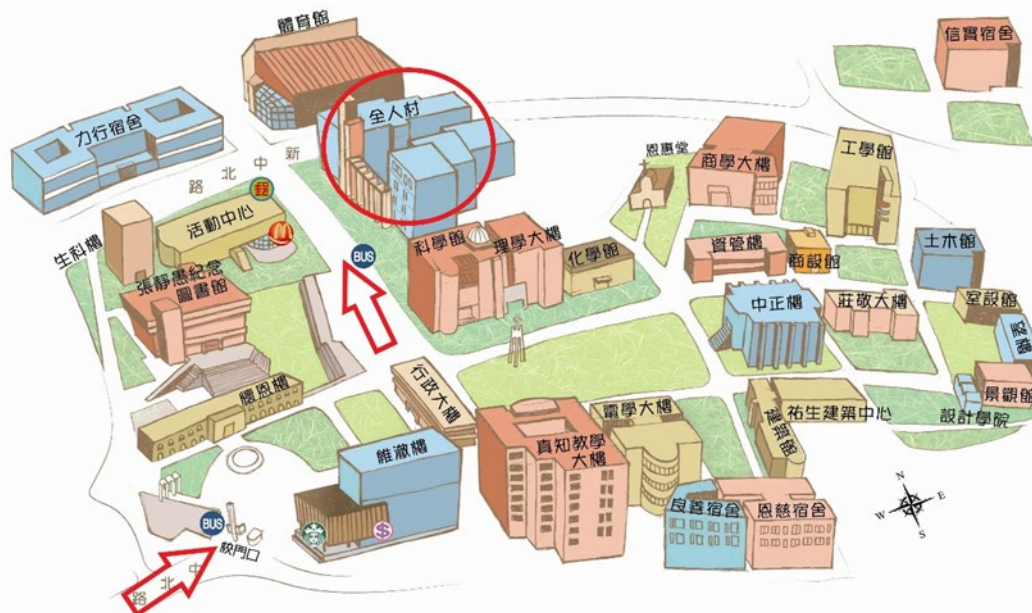 體育館
信實宿舍
全人村
力行宿舍
恩惠堂
商學大樓
工學館
新
中
北
路
郵
活動中心
生科樓
BUS
科學館
理學大樓
化學館
資管樓
商設館
土木館
張靜愚紀念
圖書館
中正樓
莊敬大樓
室設館
行政大樓
電學大樓
建築館
祐生建築中心
景觀館
設計學院
維澈樓
真知教學
大樓
良善宿舍
恩慈宿舍
N
W
E
S
BUS
$
校門口
中
北
路